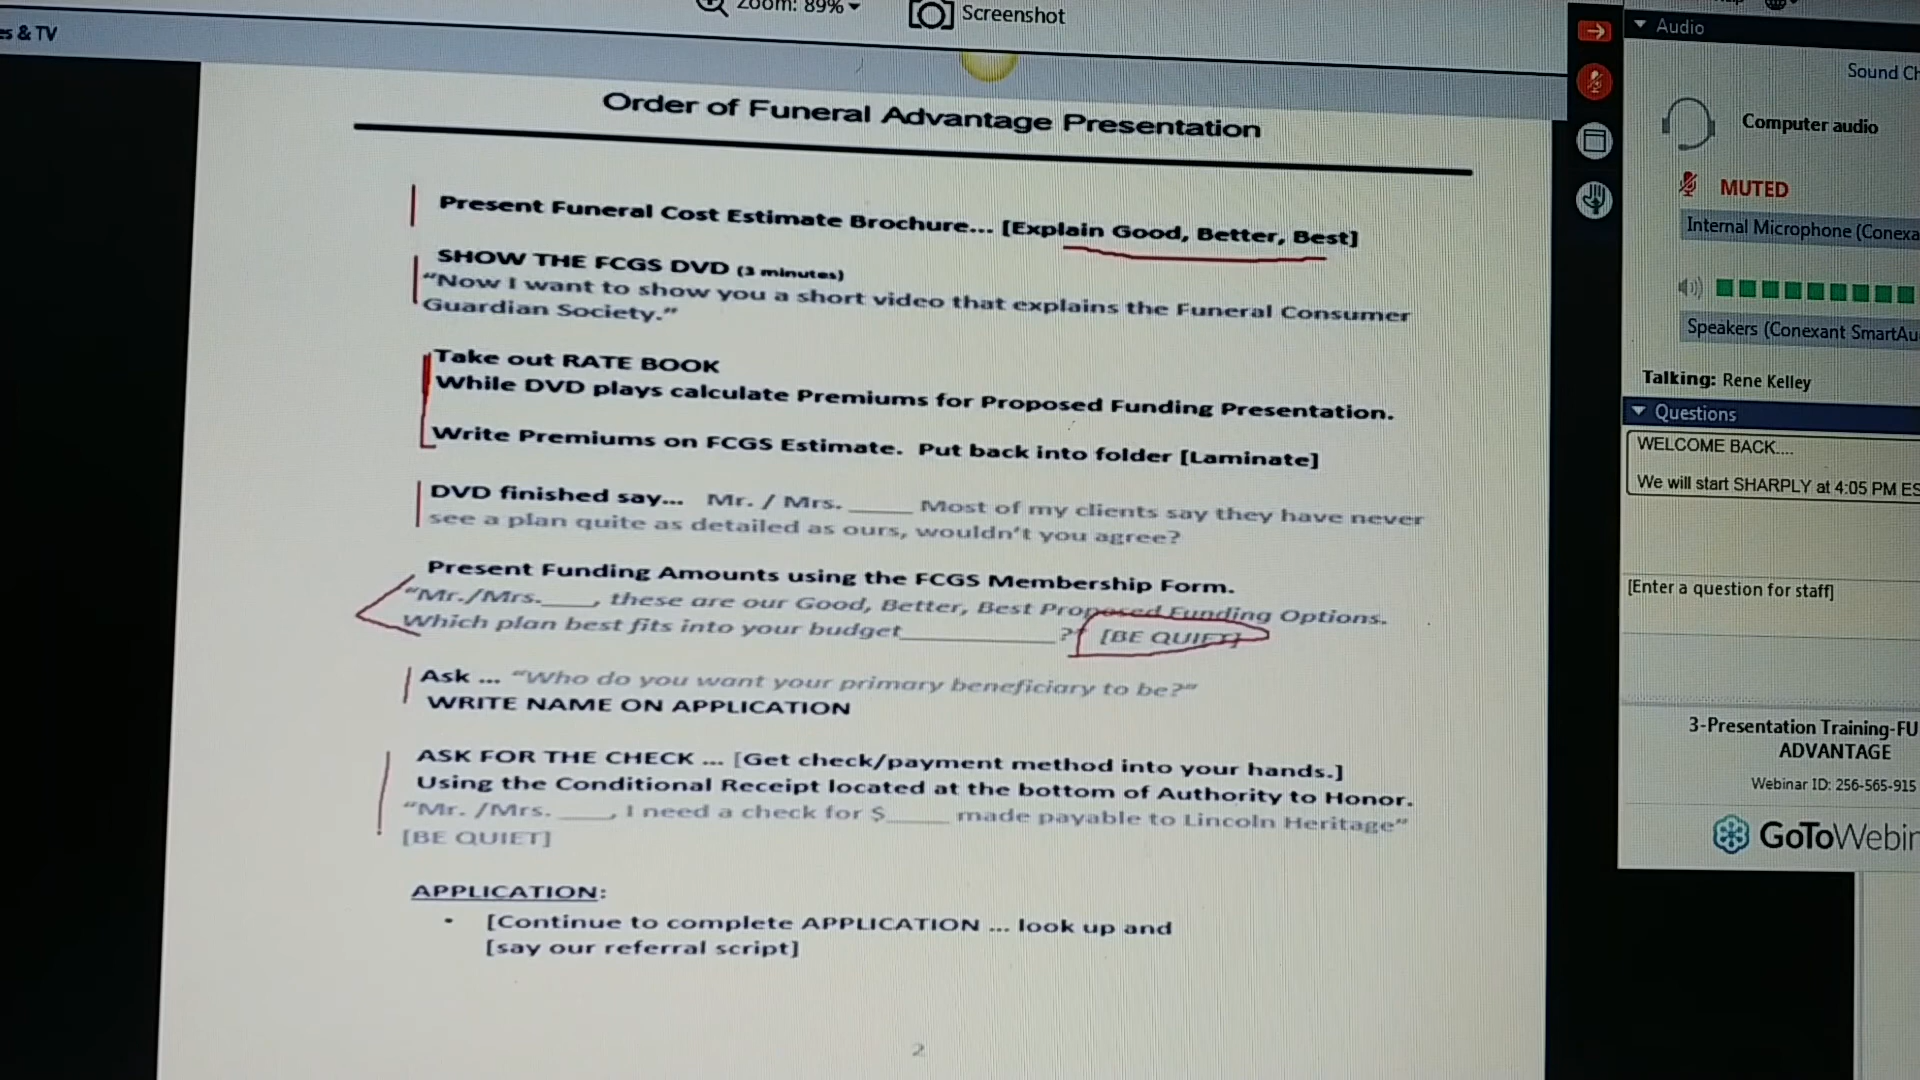 Zoom: 89%
Screenshot
& TV
Order of Funeral Advantage Presentation
Present Funeral Cost Estimate Brochure... [Explain Good, Better, Best]
SHOW THE FCGS DVD (3 minutes)
“Now I want to show you a short video that explains the Funeral Consumer
Guardian Society.”
Take out RATE BOOK
While DVD plays calculate Premiums for Proposed Funding Presentation.
Write Premiums on FCGS Estimate. Put back into folder [Laminate]
DVD finished say... Mr. / Mrs. _____ Most of my clients say they have never
see a plan quite as detailed as ours, wouldn’t you agree?
Present Funding Amounts using the FCGS Membership Form.
“Mr./Mrs.____, these are our Good, Better, Best Proposed Funding Options.
Which plan best fits into your budget____________?” [BE QUIET]
Ask ... “Who do you want your primary beneficiary to be?”
WRITE NAME ON APPLICATION
ASK FOR THE CHECK ... [Get check/payment method into your hands.]
Using the Conditional Receipt located at the bottom of Authority to Honor.
“Mr. /Mrs. ____, I need a check for $_____ made payable to Lincoln Heritage”
[BE QUIET]
APPLICATION:
• [Continue to complete APPLICATION ... look up and
[say our referral script]
2
Audio
Sound
Computer audio
MUTED
Internal Microphone (Conexa
Speakers (Conexant SmartAu
Talking: Rene Kelley
Questions
WELCOME BACK....
We will start SHARPLY at 4:05 PM ES
[Enter a question for staff]
3-Presentation Training-FU
ADVANTAGE
Webinar ID: 256-565-915
GoToWebin